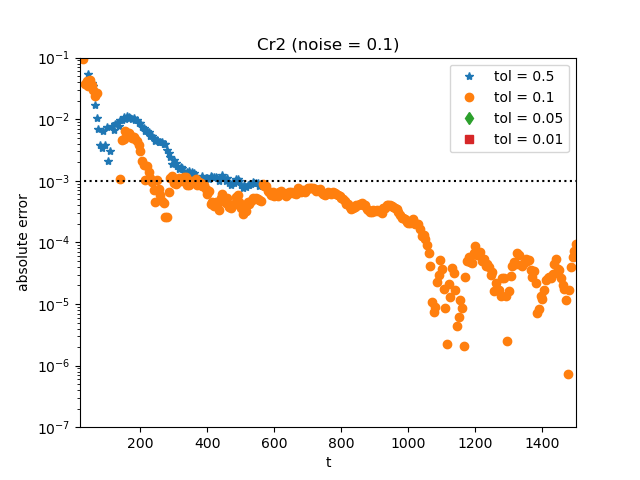 Cr2 (noise = 0.1)
absolute error
10⁻¹
10⁻²
10⁻³
10⁻⁴
10⁻⁵
10⁻⁶
10⁻⁷
tol = 0.5
tol = 0.1
tol = 0.05
tol = 0.01
200 400 600 800 1000 1200 1400
t